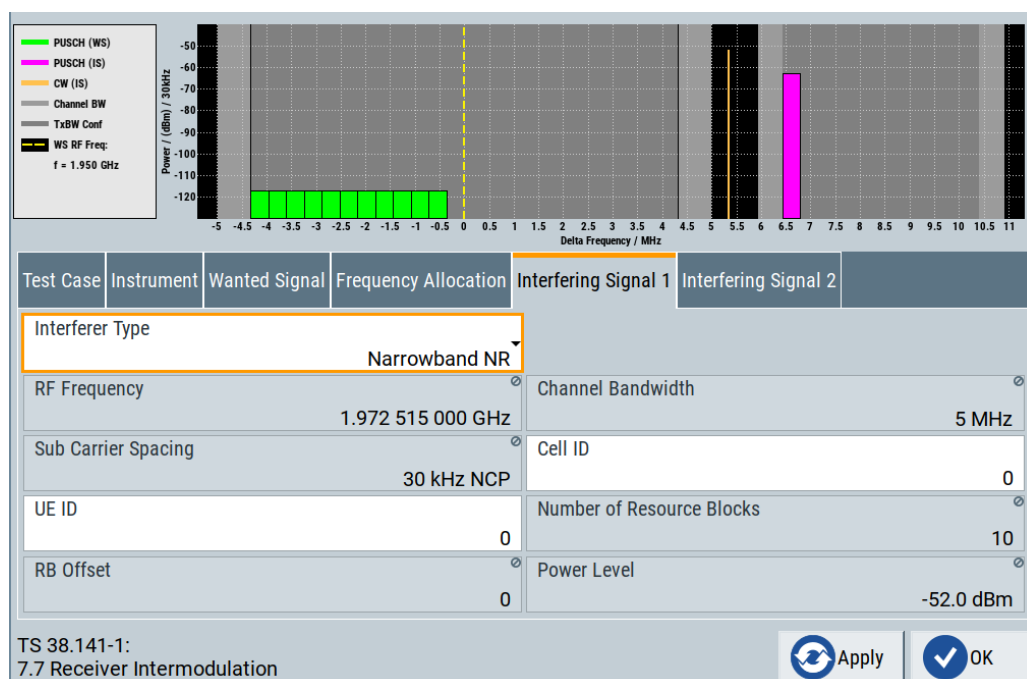 PUSCH (WS)
PUSCH (IS)
CW (IS)
Channel BW
TxBW Conf
WS RF Freq:
f = 1.950 GHz
Power / (dBm) / 30kHz
-50
-60
-70
-80
-90
-100
-110
-120
-5 -4.5 -4 -3.5 -3 -2.5 -2 -1.5 -1 -0.5 0 0.5 1 1.5 2 2.5 3 3.5 4 4.5 5 5.5 6 6.5 7 7.5 8 8.5 9 9.5 10 10.5 11
Delta Frequency / MHz
Test Case Instrument Wanted Signal Frequency Allocation Interfering Signal 1 Interfering Signal 2
Interferer Type
Narrowband NR
RF Frequency
1.972 515 000 GHz
Channel Bandwidth
5 MHz
Sub Carrier Spacing
30 kHz NCP
Cell ID
0
UE ID
0
Number of Resource Blocks
10
RB Offset
0
Power Level
-52.0 dBm
TS 38.141-1:
7.7 Receiver Intermodulation
Apply
OK